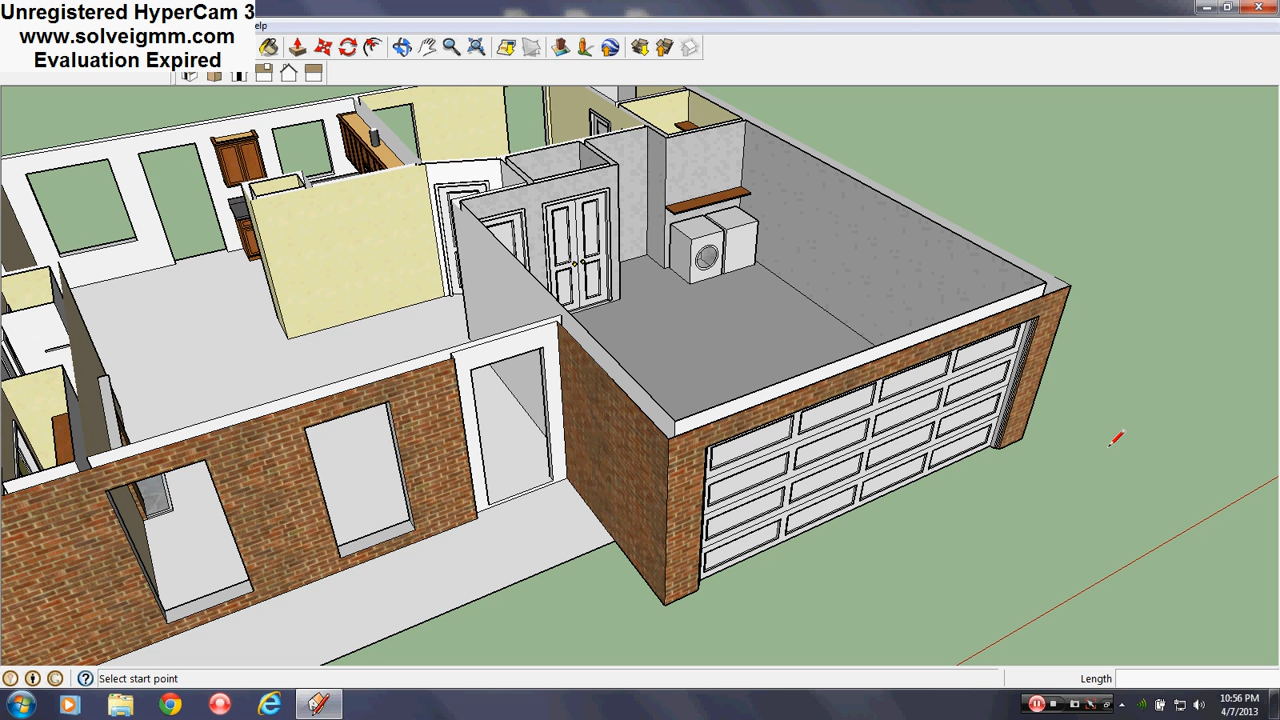 Unregistered HyperCam 3
www.solveigmm.com
Evaluation Expired
elp
Select start point
Length
10:56 PM
4/7/2013